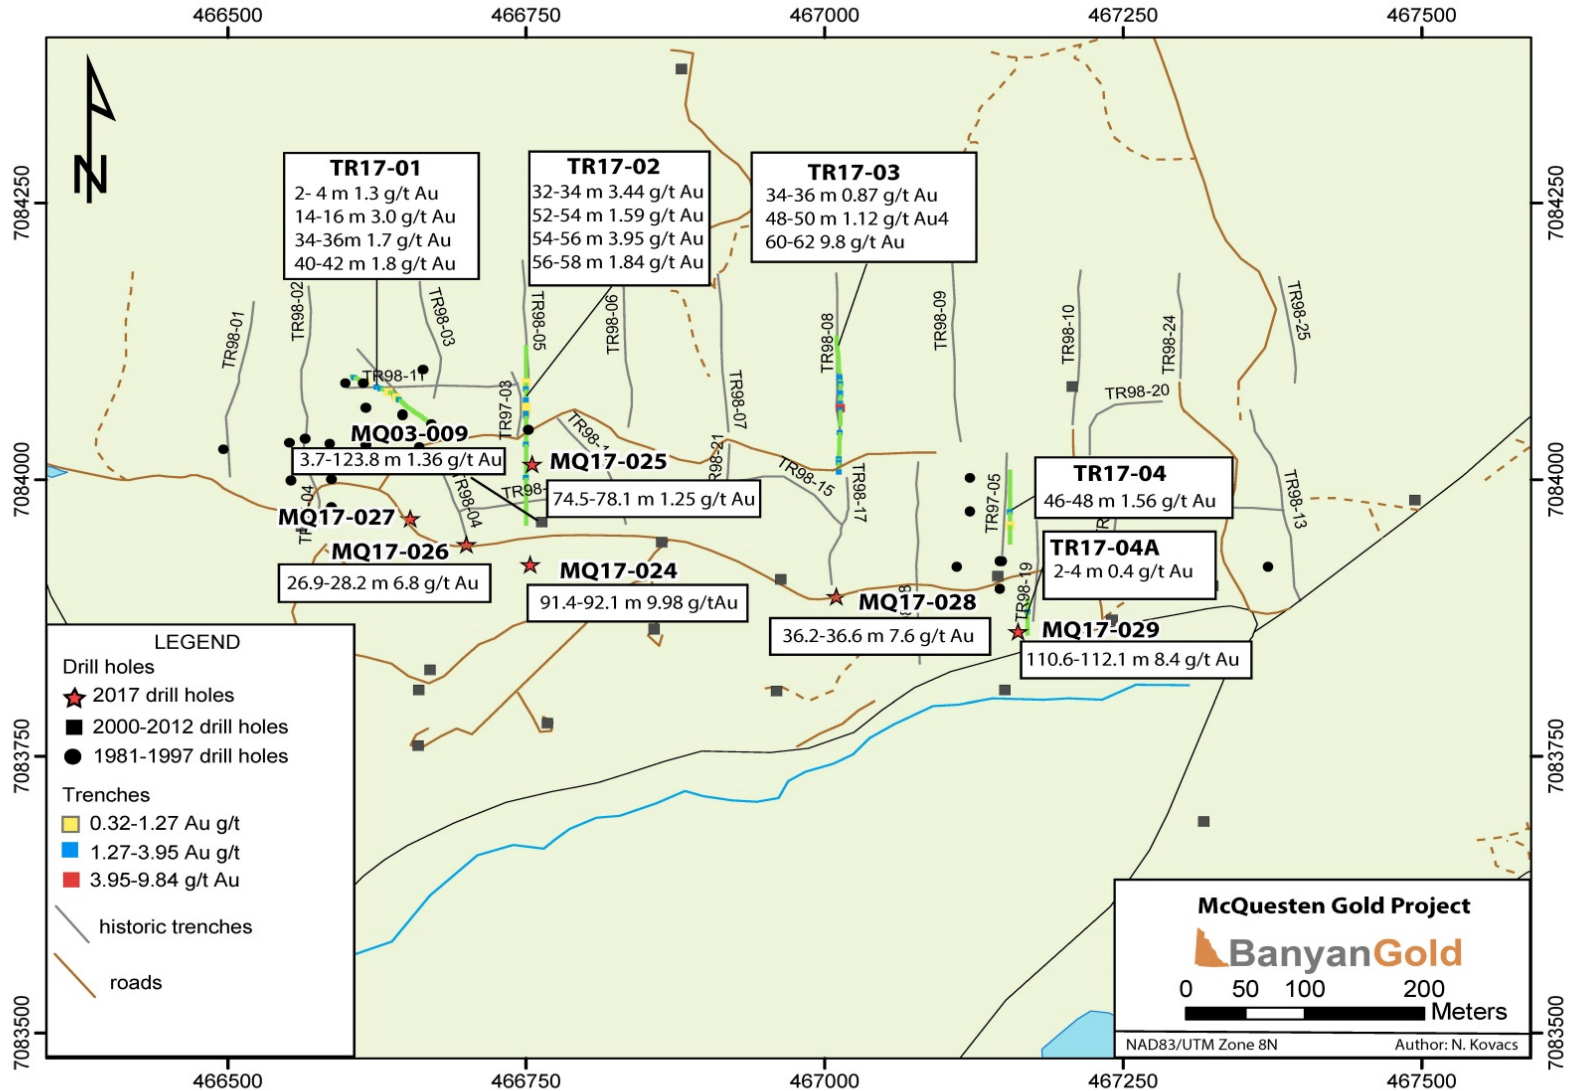 466500
466750
467000
467250
467500
7084250
7084000
7083750
7083500
7084250
7084000
7083750
7083500
N
TR17-01
2- 4 m 1.3 g/t Au
14-16 m 3.0 g/t Au
34-36m 1.7 g/t Au
40-42 m 1.8 g/t Au
TR17-02
32-34 m 3.44 g/t Au
52-54 m 1.59 g/t Au
54-56 m 3.95 g/t Au
56-58 m 1.84 g/t Au
TR17-03
34-36 m 0.87 g/t Au
48-50 m 1.12 g/t Au4
60-62 9.8 g/t Au
TR98-01
TR98-02
TR98-03
TR98-05
TR98-06
TR98-07
TR98-08
TR98-09
TR98-10
TR98-24
TR98-25
TR98-11
TR97-03
TR98-20
TR98-1
TR98-21
TR98-15
TR98-17
TR97-05
TR98-13
TR98-04
TR98-
TR98-19
MQ03-009
3.7-123.8 m 1.36 g/t Au
MQ17-025
74.5-78.1 m 1.25 g/t Au
MQ17-027
MQ17-026
26.9-28.2 m 6.8 g/t Au
MQ17-024
91.4-92.1 m 9.98 g/tAu
MQ17-028
36.2-36.6 m 7.6 g/t Au
TR17-04
46-48 m 1.56 g/t Au
TR17-04A
2-4 m 0.4 g/t Au
MQ17-029
110.6-112.1 m 8.4 g/t Au
LEGEND
Drill holes
2017 drill holes
2000-2012 drill holes
1981-1997 drill holes
Trenches
0.32-1.27 Au g/t
1.27-3.95 Au g/t
3.95-9.84 g/t Au
historic trenches
roads
McQuesten Gold Project
BanyanGold
0 50 100 200
Meters
NAD83/UTM Zone 8N
Author: N. Kovacs
466500
466750
467000
467250
467500